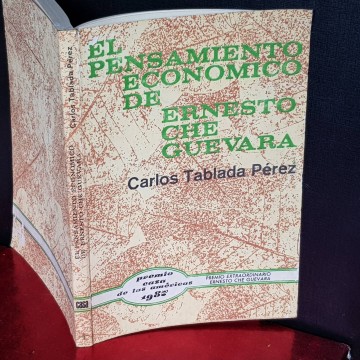 EL
PENSAMIENTO
ECONOMICO
DE
ERNESTO
CHE
GUEVARA
Carlos Tablada Pérez
premio
casa
de las américas
1987
PREMIO EXTRAORDINARIO
ERNESTO CHE GUEVARA
Carlos Tablada Pérez
EL PENSAMIENTO ECONOMICO
DE ERNESTO CHE GUEVARA